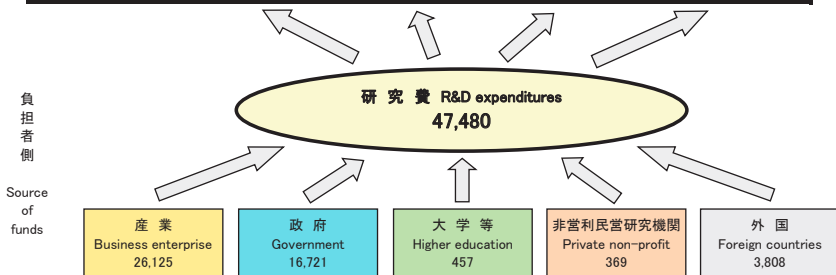 研 究 費 R&D expenditures
47,480
負
担
者
側
Source
of
funds
産 業
Business enterprise
26,125
政 府
Government
16,721
大 学 等
Higher education
457
非営利民営研究機関
Private non-profit
369
外 国
Foreign countries
3,808